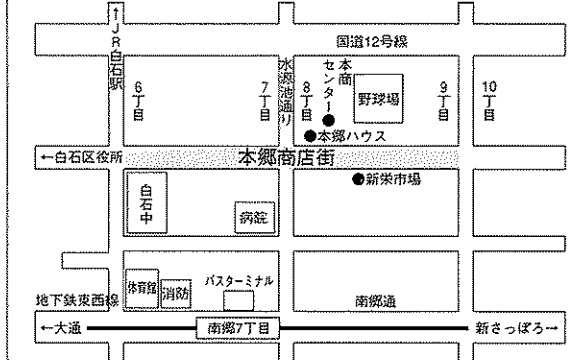 国道12号線
↑JR白石駅
6丁目
7丁目
水源池通り
8丁目
本商センター
野球場
9丁目
10丁目
本郷ハウス
←白石区役所
本郷商店街
新栄市場
白石中
病院
体育館
消防
バスターミナル
地下鉄東西線
南郷通
←大通
南郷7丁目
新さっぽろ→